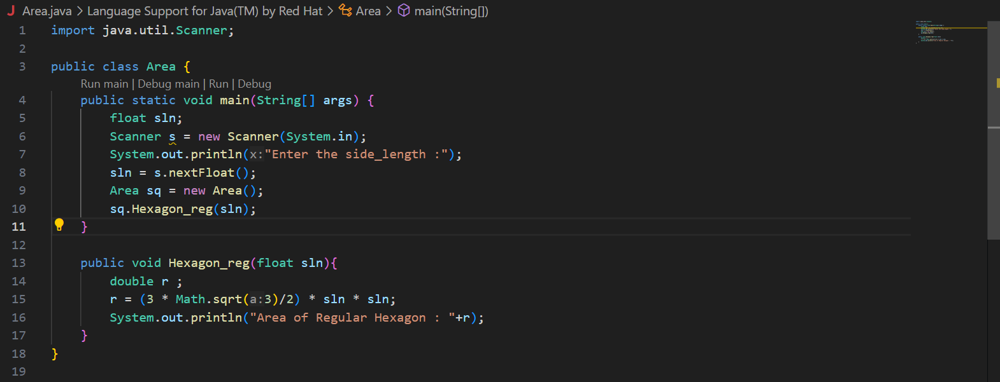 J Area.java > Language Support for Java(TM) by Red Hat > Area > main(String[])
1 import java.util.Scanner;
2
3 public class Area {
Run main | Debug main | Run | Debug
4 public static void main(String[] args) {
5 float sln;
6 Scanner s = new Scanner(System.in);
7 System.out.println(x:"Enter the side_length :");
8 sln = s.nextFloat();
9 Area sq = new Area();
10 sq.Hexagon_reg(sln);
11 }
12
13 public void Hexagon_reg(float sln){
14 double r ;
15 r = (3 * Math.sqrt(a:3)/2) * sln * sln;
16 System.out.println("Area of Regular Hexagon : "+r);
17 }
18 }
19